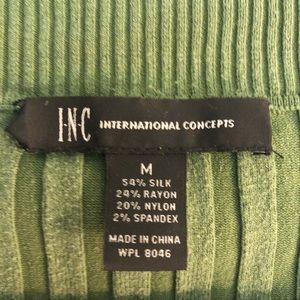 I·N·C INTERNATIONAL CONCEPTS
M
54% SILK
24% RAYON
20% NYLON
2% SPANDEX
MADE IN CHINA
WPL 8046